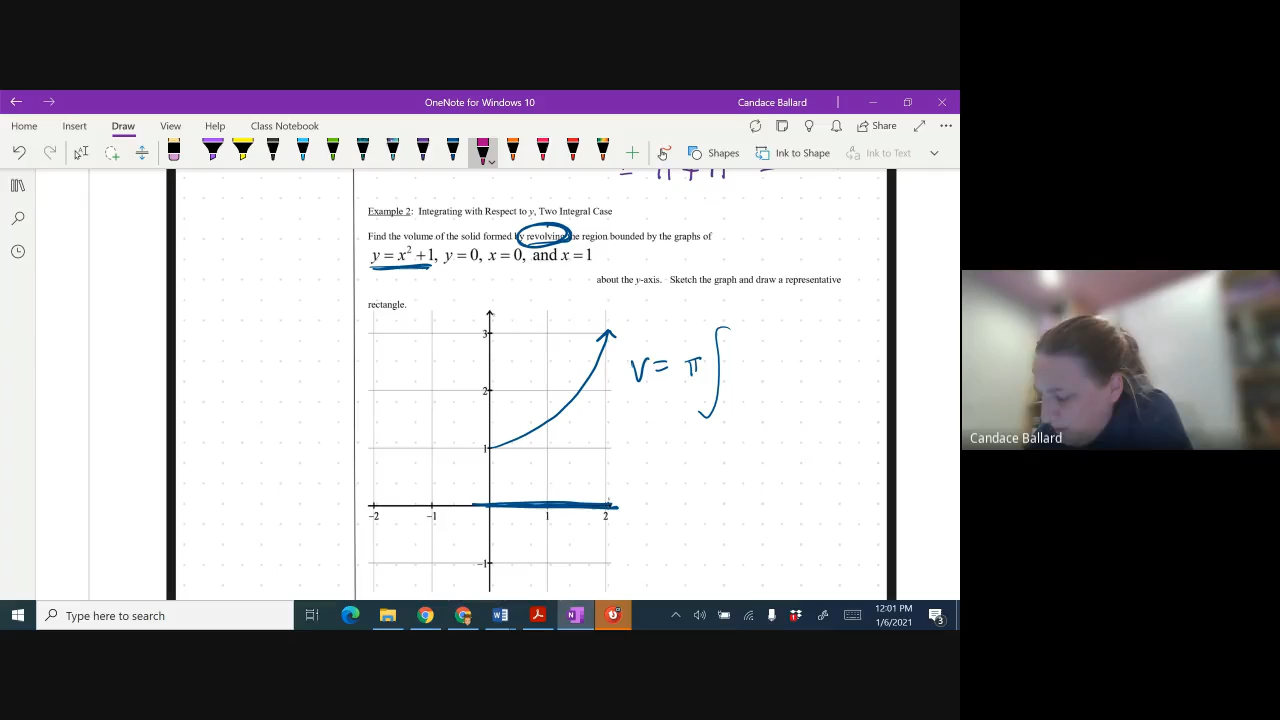 OneNote for Windows 10
Candace Ballard
Home Insert Draw View Help Class Notebook
Share
Shapes Ink to Shape Ink to Text
Example 2: Integrating with Respect to y, Two Integral Case
Find the volume of the solid formed by revolving the region bounded by the graphs of
y = x² + 1, y = 0, x = 0, and x = 1
about the y-axis. Sketch the graph and draw a representative
rectangle.
3
V = π ∫
2
1
-2 -1 1 2
-1
Candace Ballard
Type here to search
12:01 PM
1/6/2021
3